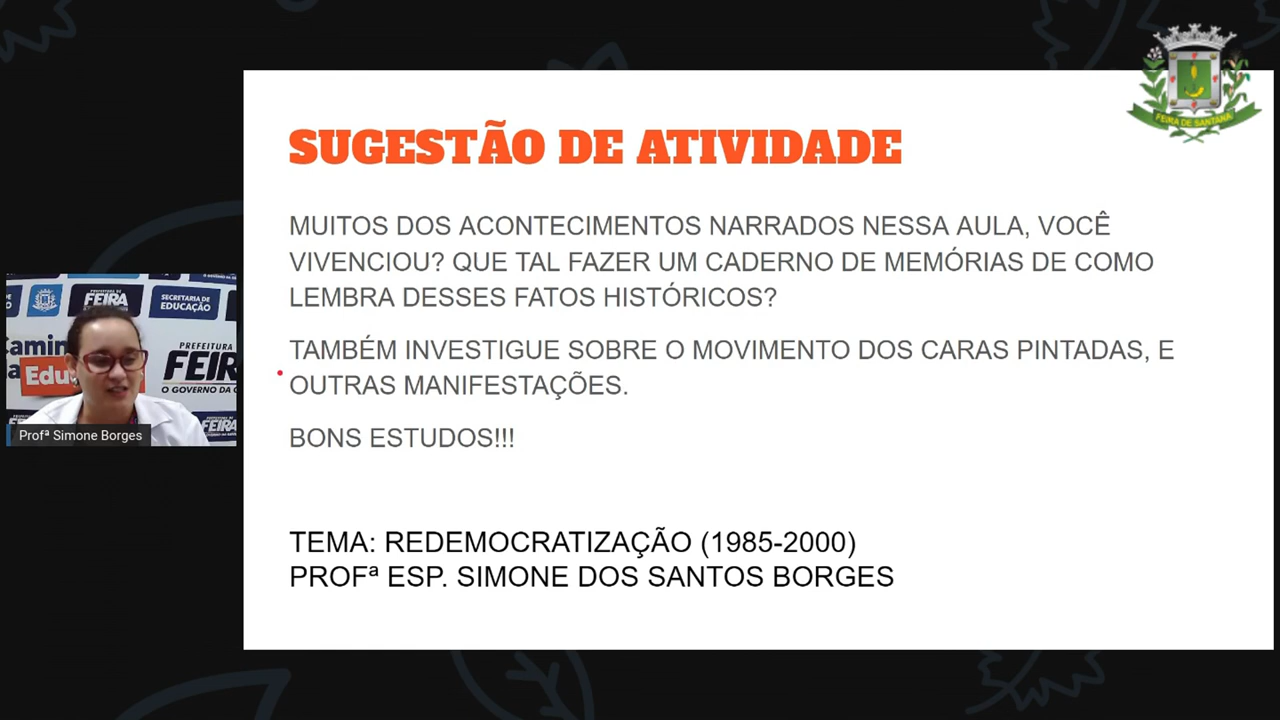 FEIRA DE SANTANA
SUGESTÃO DE ATIVIDADE
MUITOS DOS ACONTECIMENTOS NARRADOS NESSA AULA, VOCÊ
VIVENCIOU? QUE TAL FAZER UM CADERNO DE MEMÓRIAS DE COMO
LEMBRA DESSES FATOS HISTÓRICOS?
TAMBÉM INVESTIGUE SOBRE O MOVIMENTO DOS CARAS PINTADAS, E
OUTRAS MANIFESTAÇÕES.
BONS ESTUDOS!!!
TEMA: REDEMOCRATIZAÇÃO (1985-2000)
PROFª ESP. SIMONE DOS SANTOS BORGES
FEIRA
SECRETARIA DE
EDUCAÇÃO
Camin
Edu
PREFEITURA
FEIR
O GOVERNO DA
Profª Simone Borges